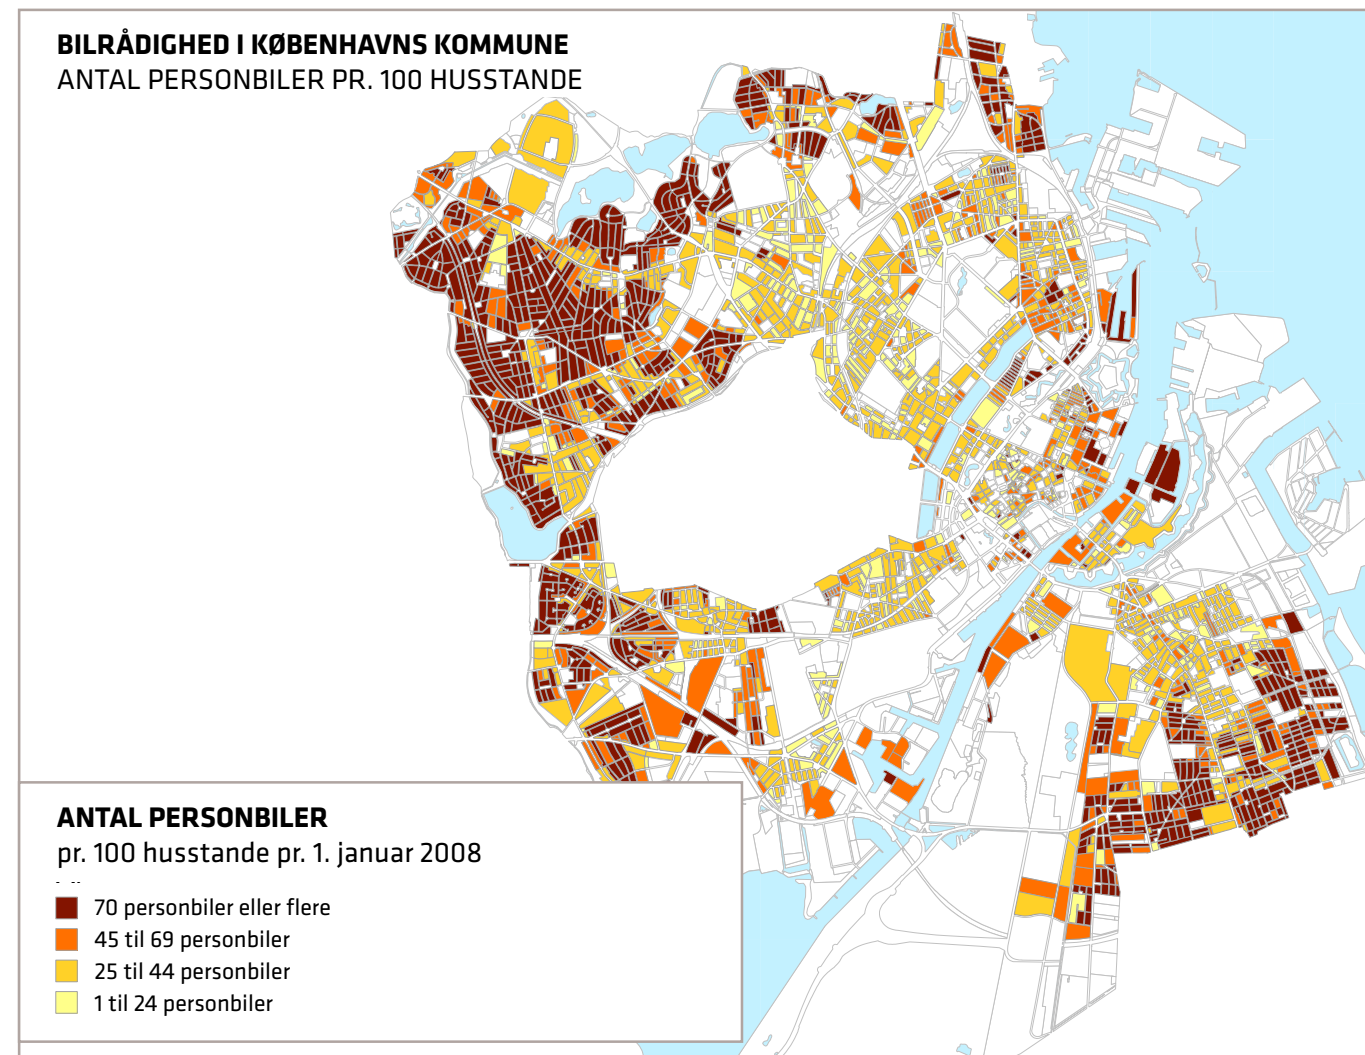 BILRÅDIGHED I KØBENHAVNS KOMMUNE
ANTAL PERSONBILER PR. 100 HUSSTANDE
ANTAL PERSONBILER
pr. 100 husstande pr. 1. januar 2008
70 personbiler eller flere
45 til 69 personbiler
25 til 44 personbiler
1 til 24 personbiler